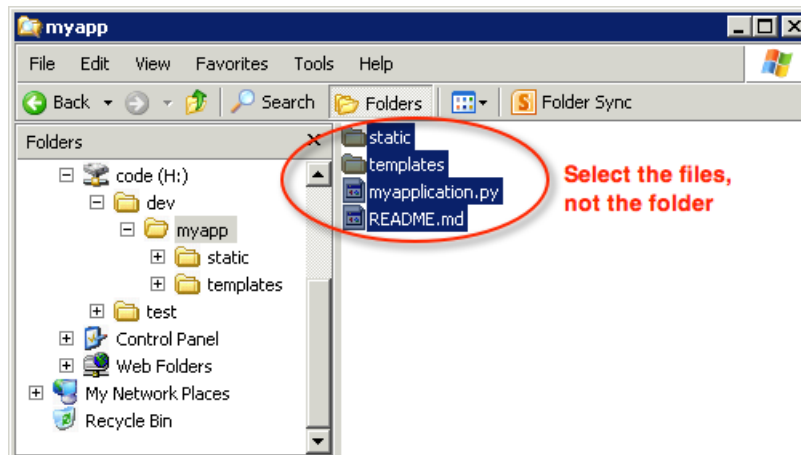 myapp
File Edit View Favorites Tools Help
Back Search Folders Folder Sync
Folders
static
templates
myapplication.py
README.md
Select the files,
not the folder
code (H:)
dev
myapp
static
templates
test
Control Panel
Web Folders
My Network Places
Recycle Bin